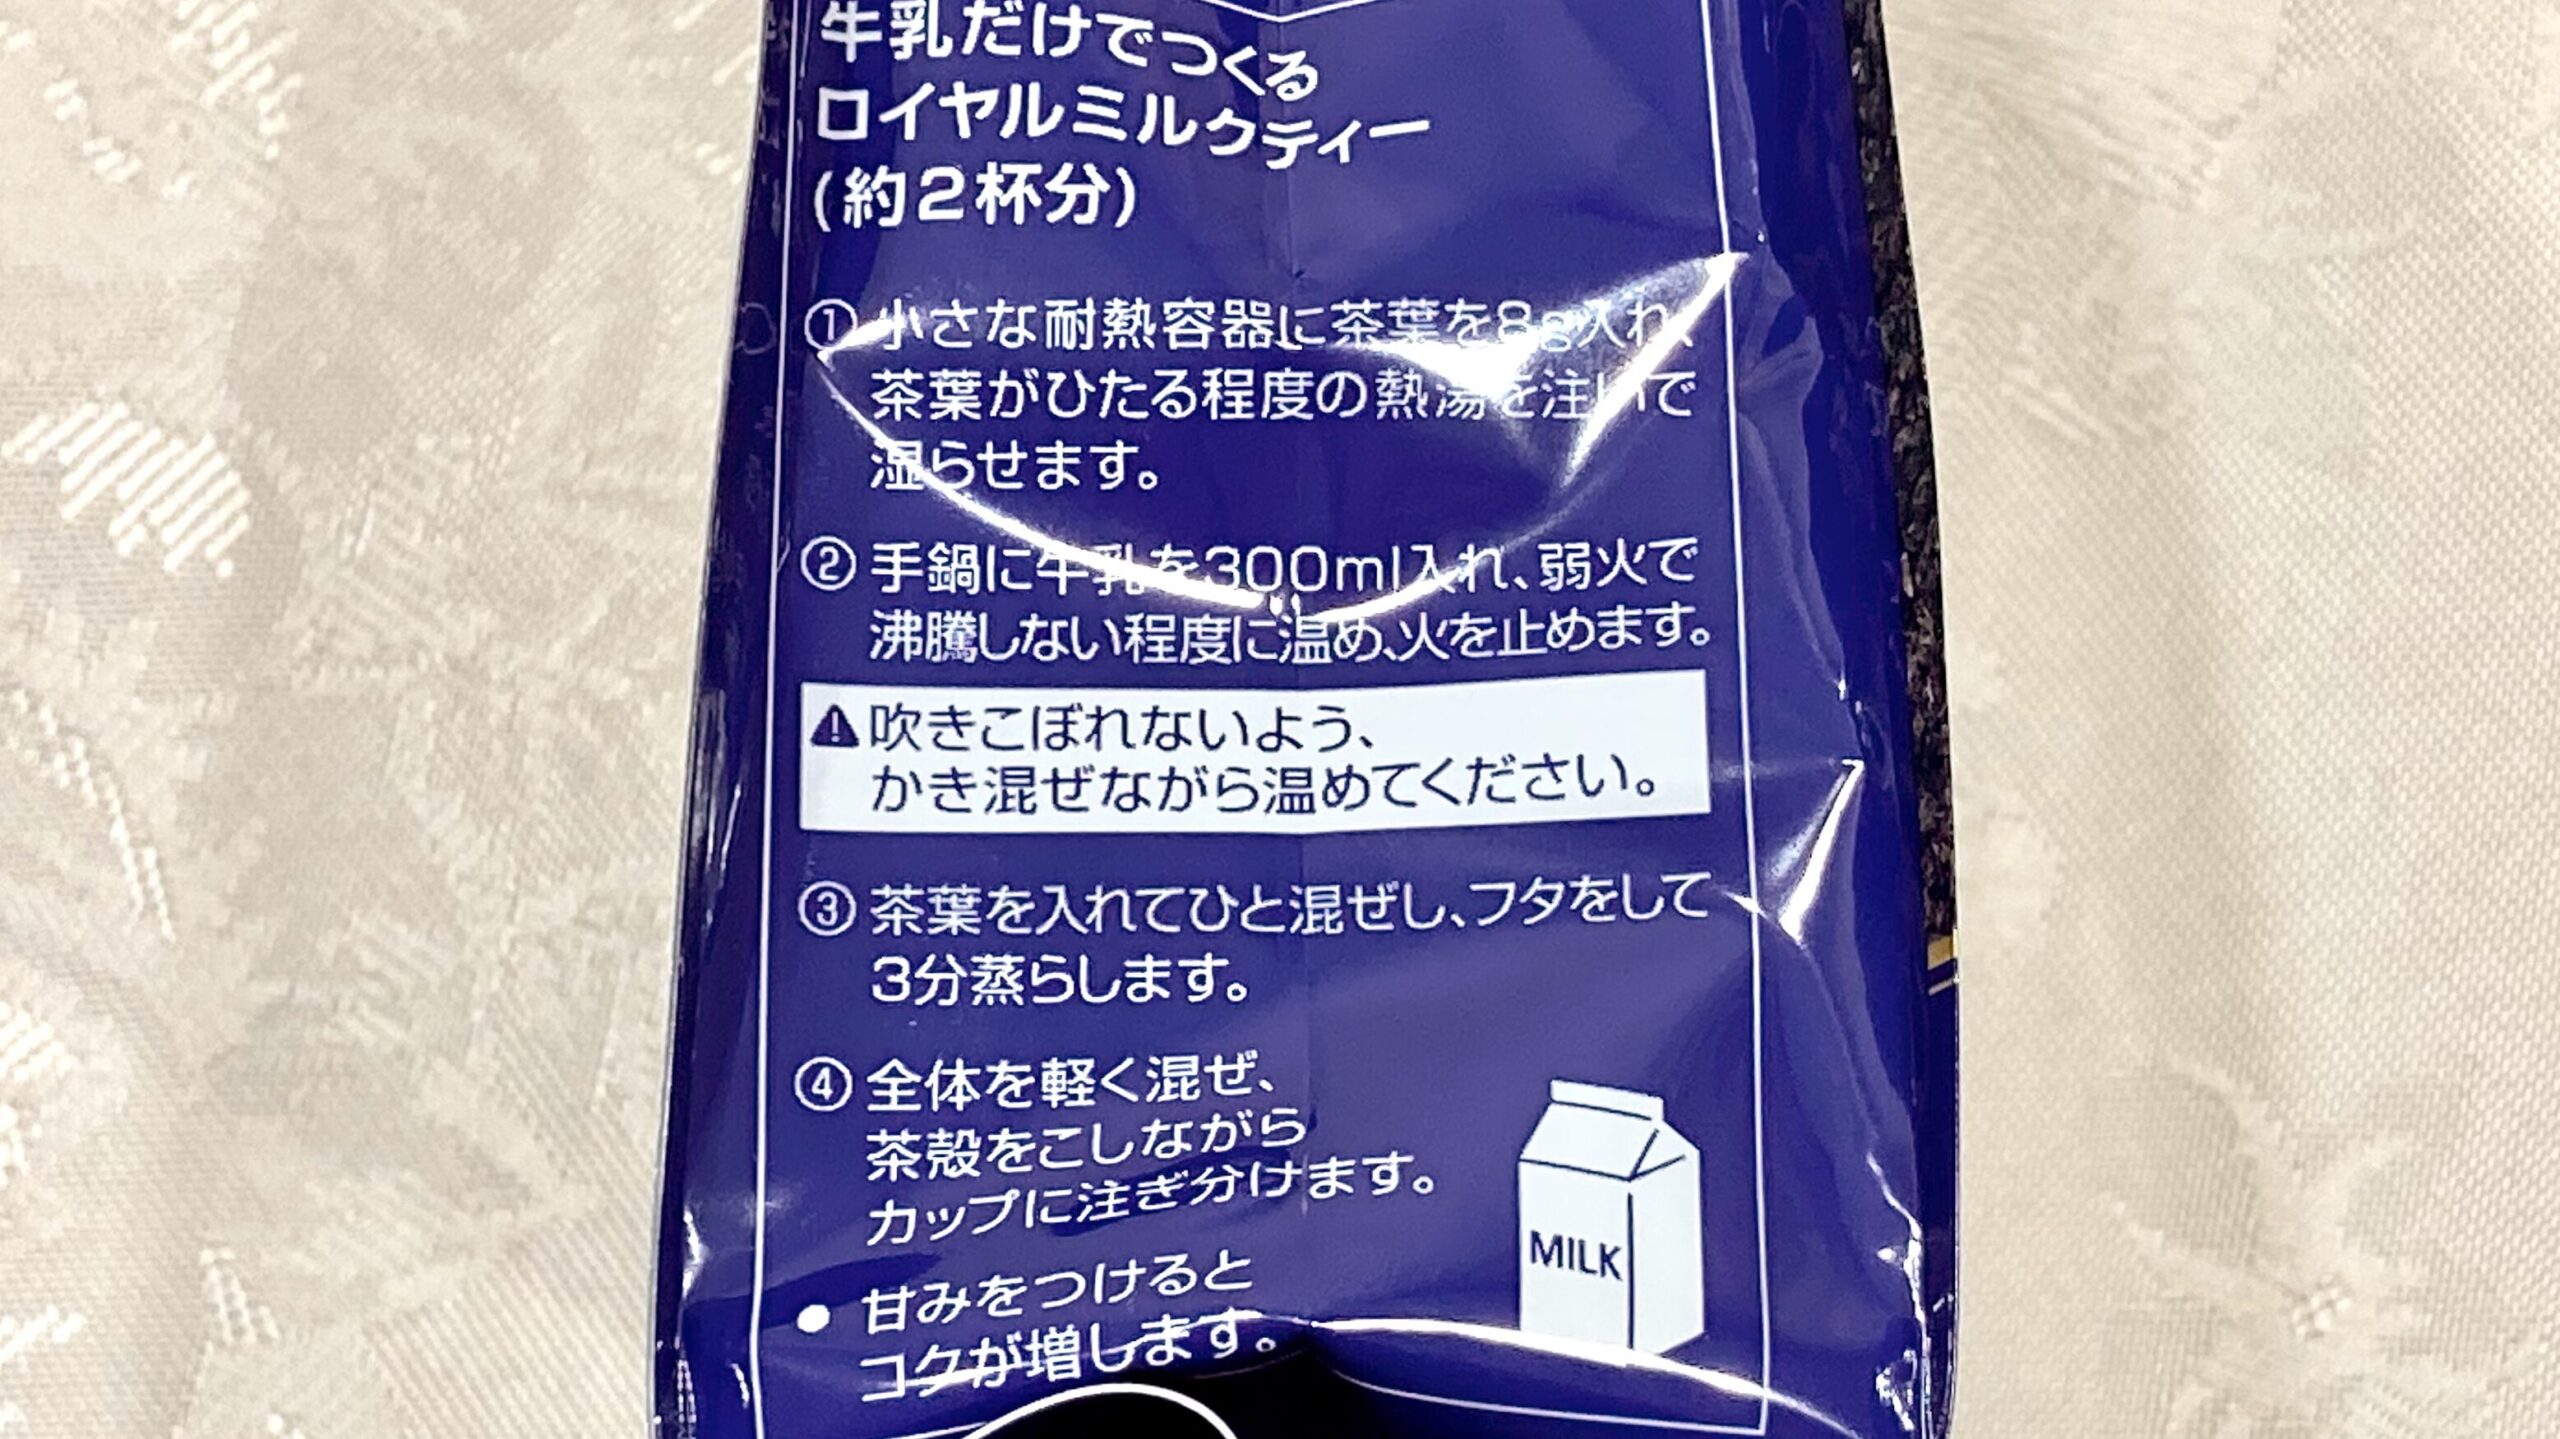 牛乳だけでつくる
ロイヤルミルクティー
(約2杯分)
① 小さな耐熱容器に茶葉を8g入れ、
茶葉がひたる程度の熱湯を注いで
湿らせます。
② 手鍋に牛乳を300ml入れ、弱火で
沸騰しない程度に温め、火を止めます。
吹きこぼれないよう、
かき混ぜながら温めてください。
③ 茶葉を入れてひと混ぜし、フタをして
3分蒸らします。
④ 全体を軽く混ぜ、
茶殻をこしながら
カップに注ぎ分けます。
MILK
● 甘みをつけると
コクが増します。